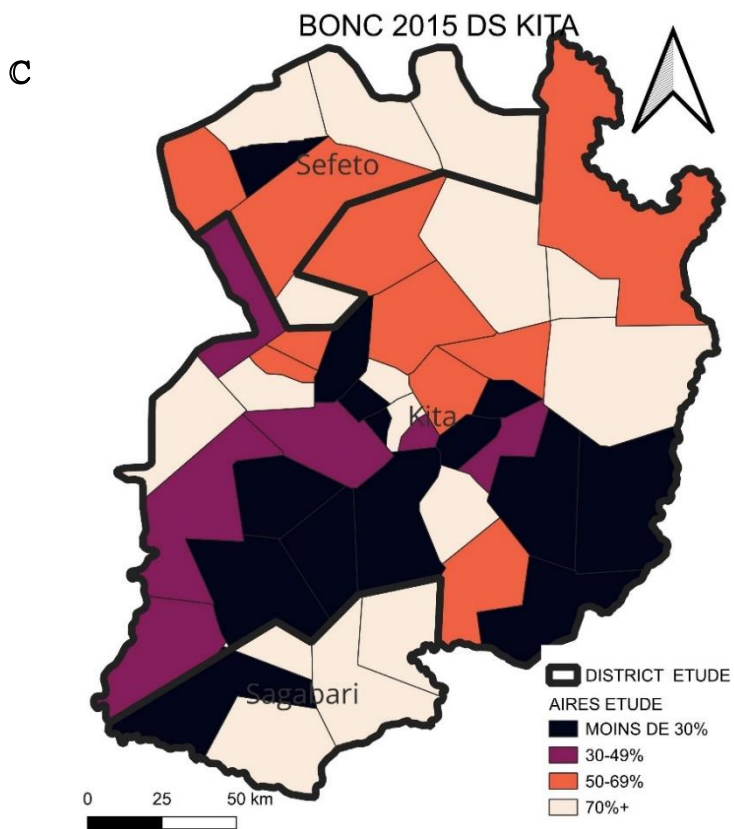 BONC 2015 DS KITA
C
Sefeto
Kita
Sagabari
DISTRICT ETUDE
AIRES ETUDE
MOINS DE 30%
30-49%
50-69%
70%+
0 25 50 km